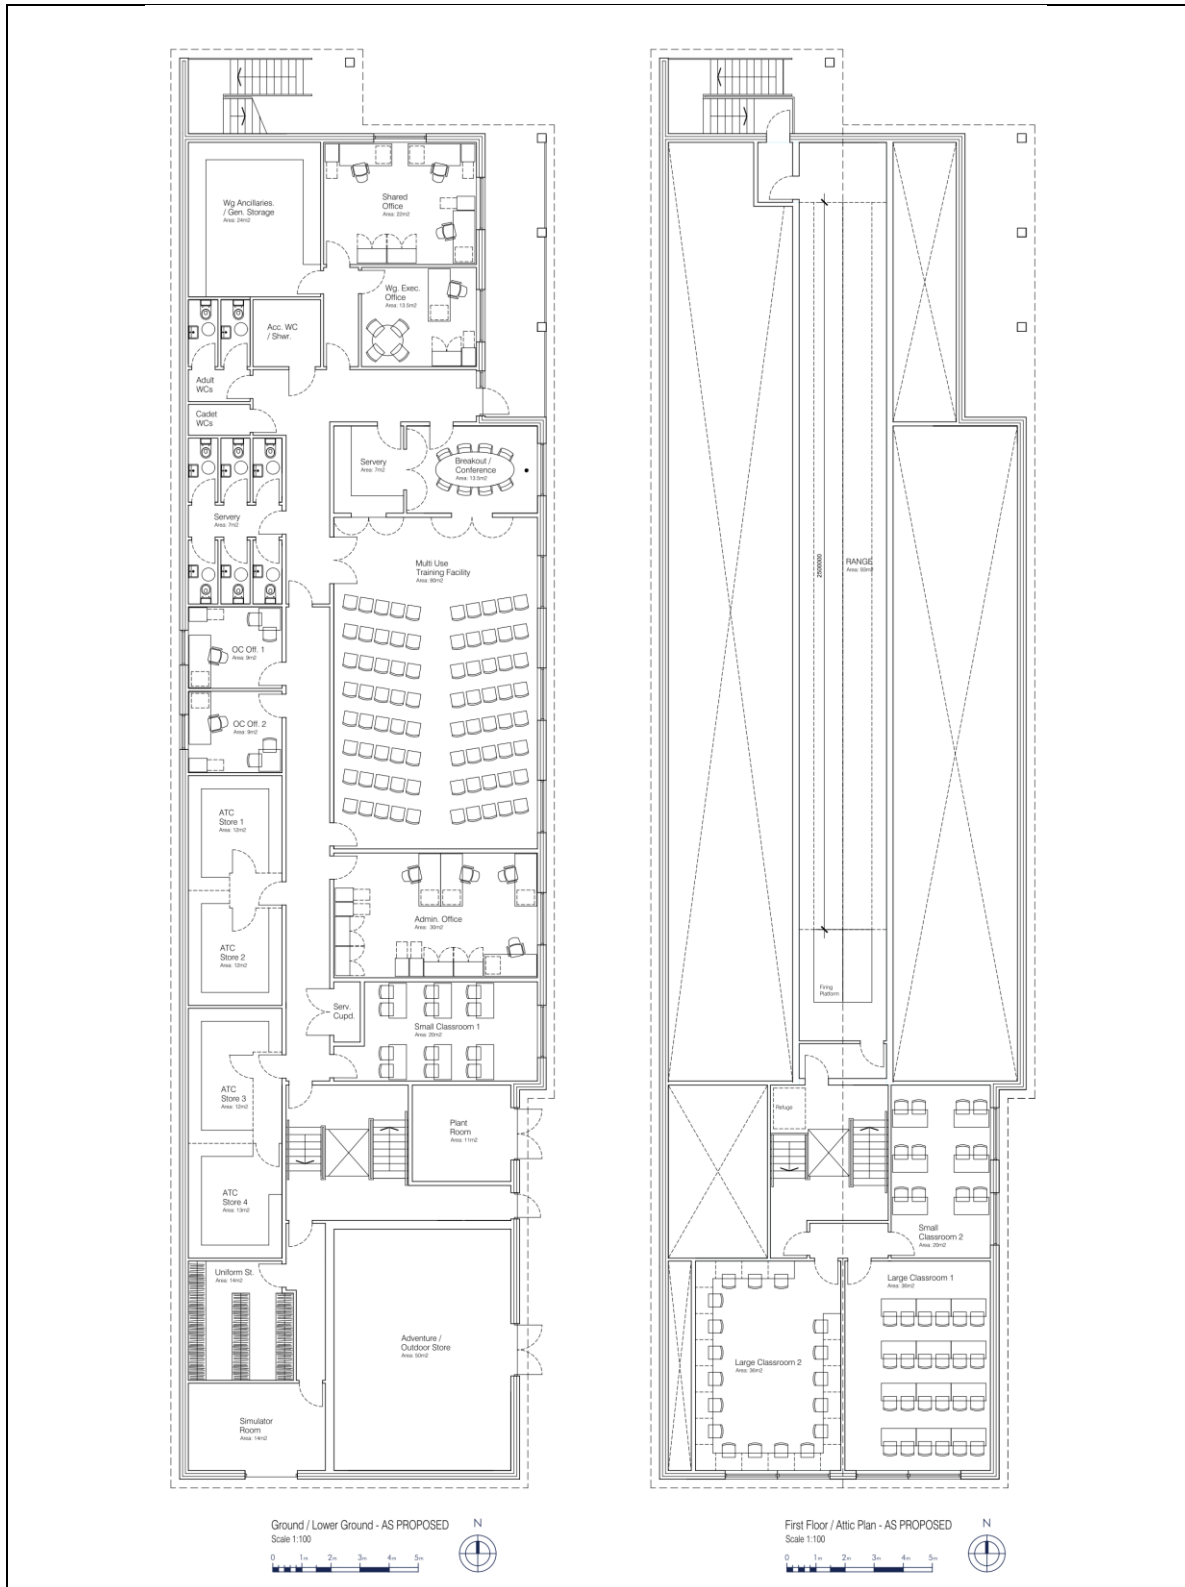 Wg Ancillaries.
/ Gen. Storage
Area: 24m2
Shared
Office
Area: 22m2
Wg. Exec.
Office
Area: 13.5m2
Acc. WC
/ Shwr.
Adult
WCs
Cadet
WCs
Servery
Area: 7m2
Breakout /
Conference
Area: 13.5m2
Servery
Area: 7m2
Multi Use
Training Facility
OC Off. 1
Area: 9m2
OC Off. 2
Area: 9m2
ATC
Store 1
Area: 12m2
ATC
Store 2
Area: 12m2
Admin. Office
Serv.
Cupd.
Small Classroom 1
Area: 20m2
ATC
Store 3
Area: 12m2
Plant
Room
Area: 11m2
ATC
Store 4
Area: 13m2
Uniform St.
Area: 14m2
Adventure /
Outdoor Store
Area: 50m2
Simulator
Room
Area: 14m2
Ground / Lower Ground - AS PROPOSED
Scale 1:100
0 1m 2m 3m 4m 5m
N
2500000
RANGE
Firing
Platform
Refuge
Small
Classroom 2
Area: 20m2
Large Classroom 1
Area: 36m2
Large Classroom 2
Area: 36m2
First Floor / Attic Plan - AS PROPOSED
Scale 1:100
0 1m 2m 3m 4m 5m
N